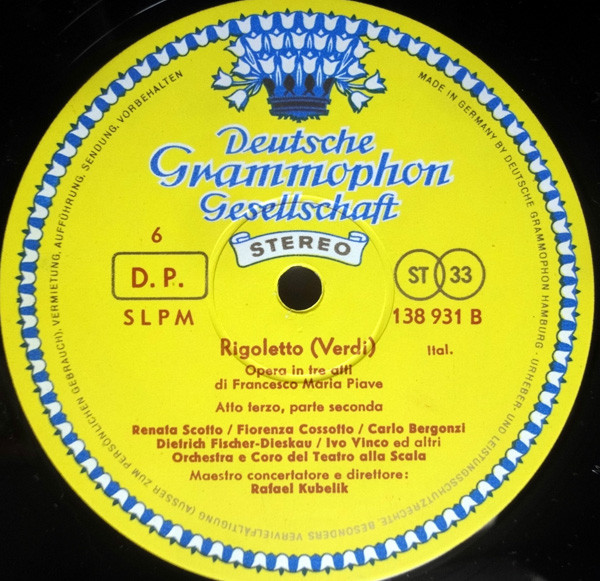 Deutsche
Grammophon
Gesellschaft
STEREO
6
D. P.
SLPM
ST 33
138 931 B
Rigoletto (Verdi)
Ital.
Opera in tre atti
di Francesco Maria Piave
Atto terzo, parte seconda
Renata Scotto / Fiorenza Cossotto / Carlo Bergonzi
Dietrich Fischer-Dieskau / Ivo Vinco ed altri
Orchestra e Coro del Teatro alla Scala
Maestro concertatore e direttore:
Rafael Kubelik
MADE IN GERMANY BY DEUTSCHE GRAMMOPHON HAMBURG · URHEBER- UND LEISTUNGSSCHUTZRECHTE, BESONDERS VERVIELFÄLTIGUNG (AUSSER ZUM PERSÖNLICHEN GEBRAUCH), VERMIETUNG, AUFFÜHRUNG, SENDUNG, VORBEHALTEN